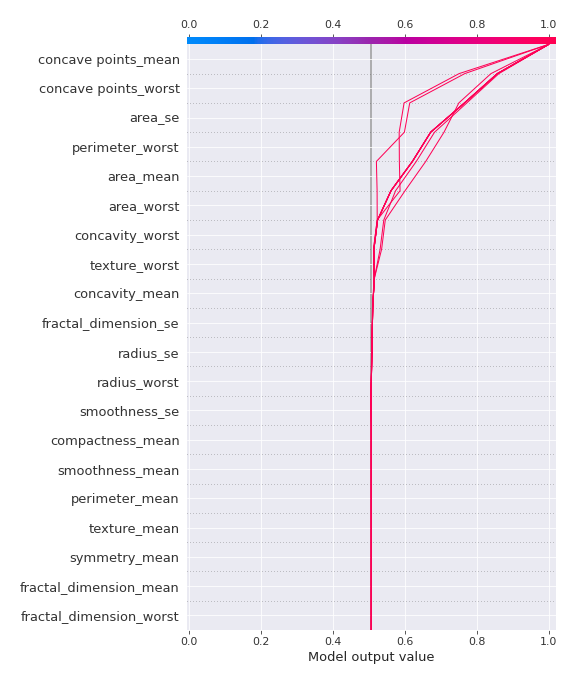 0.0 0.2 0.4 0.6 0.8 1.0
concave points_mean
concave points_worst
area_se
perimeter_worst
area_mean
area_worst
concavity_worst
texture_worst
concavity_mean
fractal_dimension_se
radius_se
radius_worst
smoothness_se
compactness_mean
smoothness_mean
perimeter_mean
texture_mean
symmetry_mean
fractal_dimension_mean
fractal_dimension_worst
0.0 0.2 0.4 0.6 0.8 1.0
Model output value